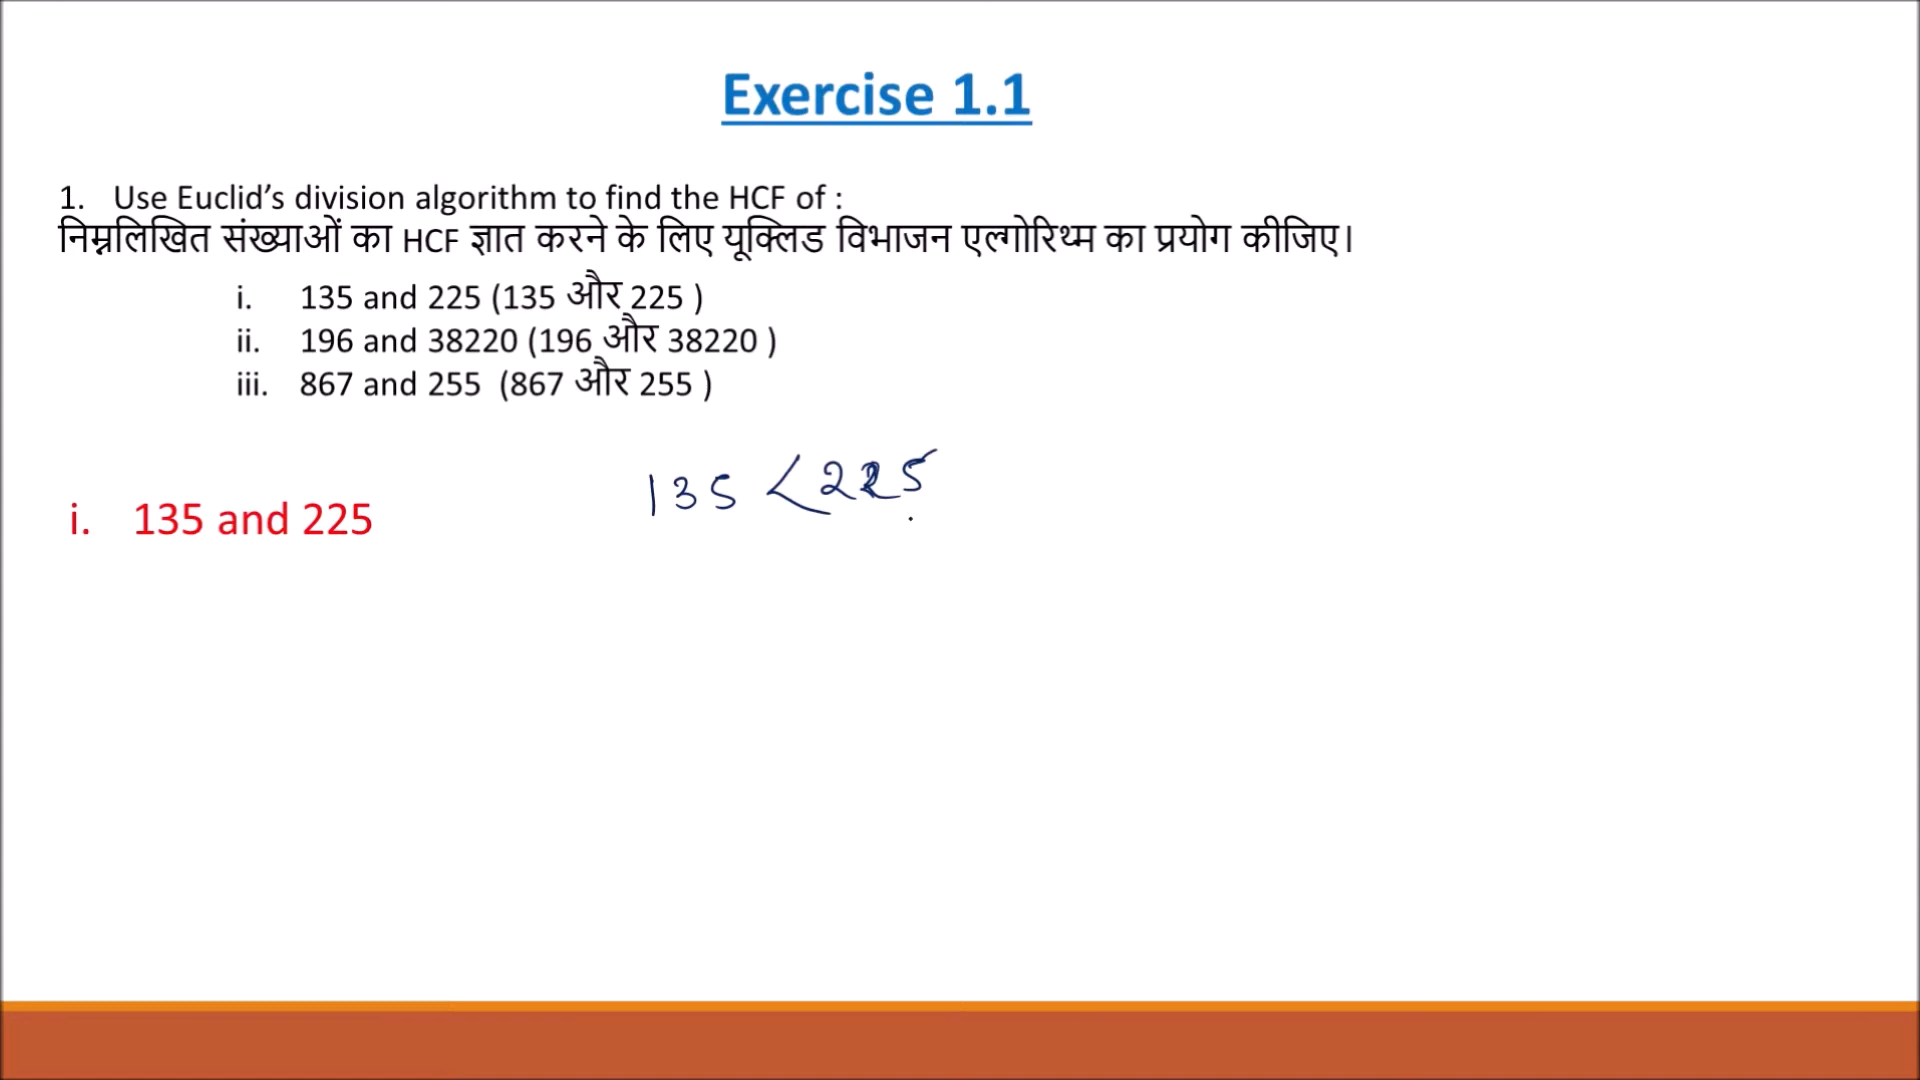 Exercise 1.1
1. Use Euclid’s division algorithm to find the HCF of :
निम्नलिखित संख्याओं का HCF ज्ञात करने के लिए यूक्लिड विभाजन एल्गोरिथ्म का प्रयोग कीजिए।
i. 135 and 225 (135 और 225 )
ii. 196 and 38220 (196 और 38220 )
iii. 867 and 255 (867 और 255 )
135 < 225
i. 135 and 225